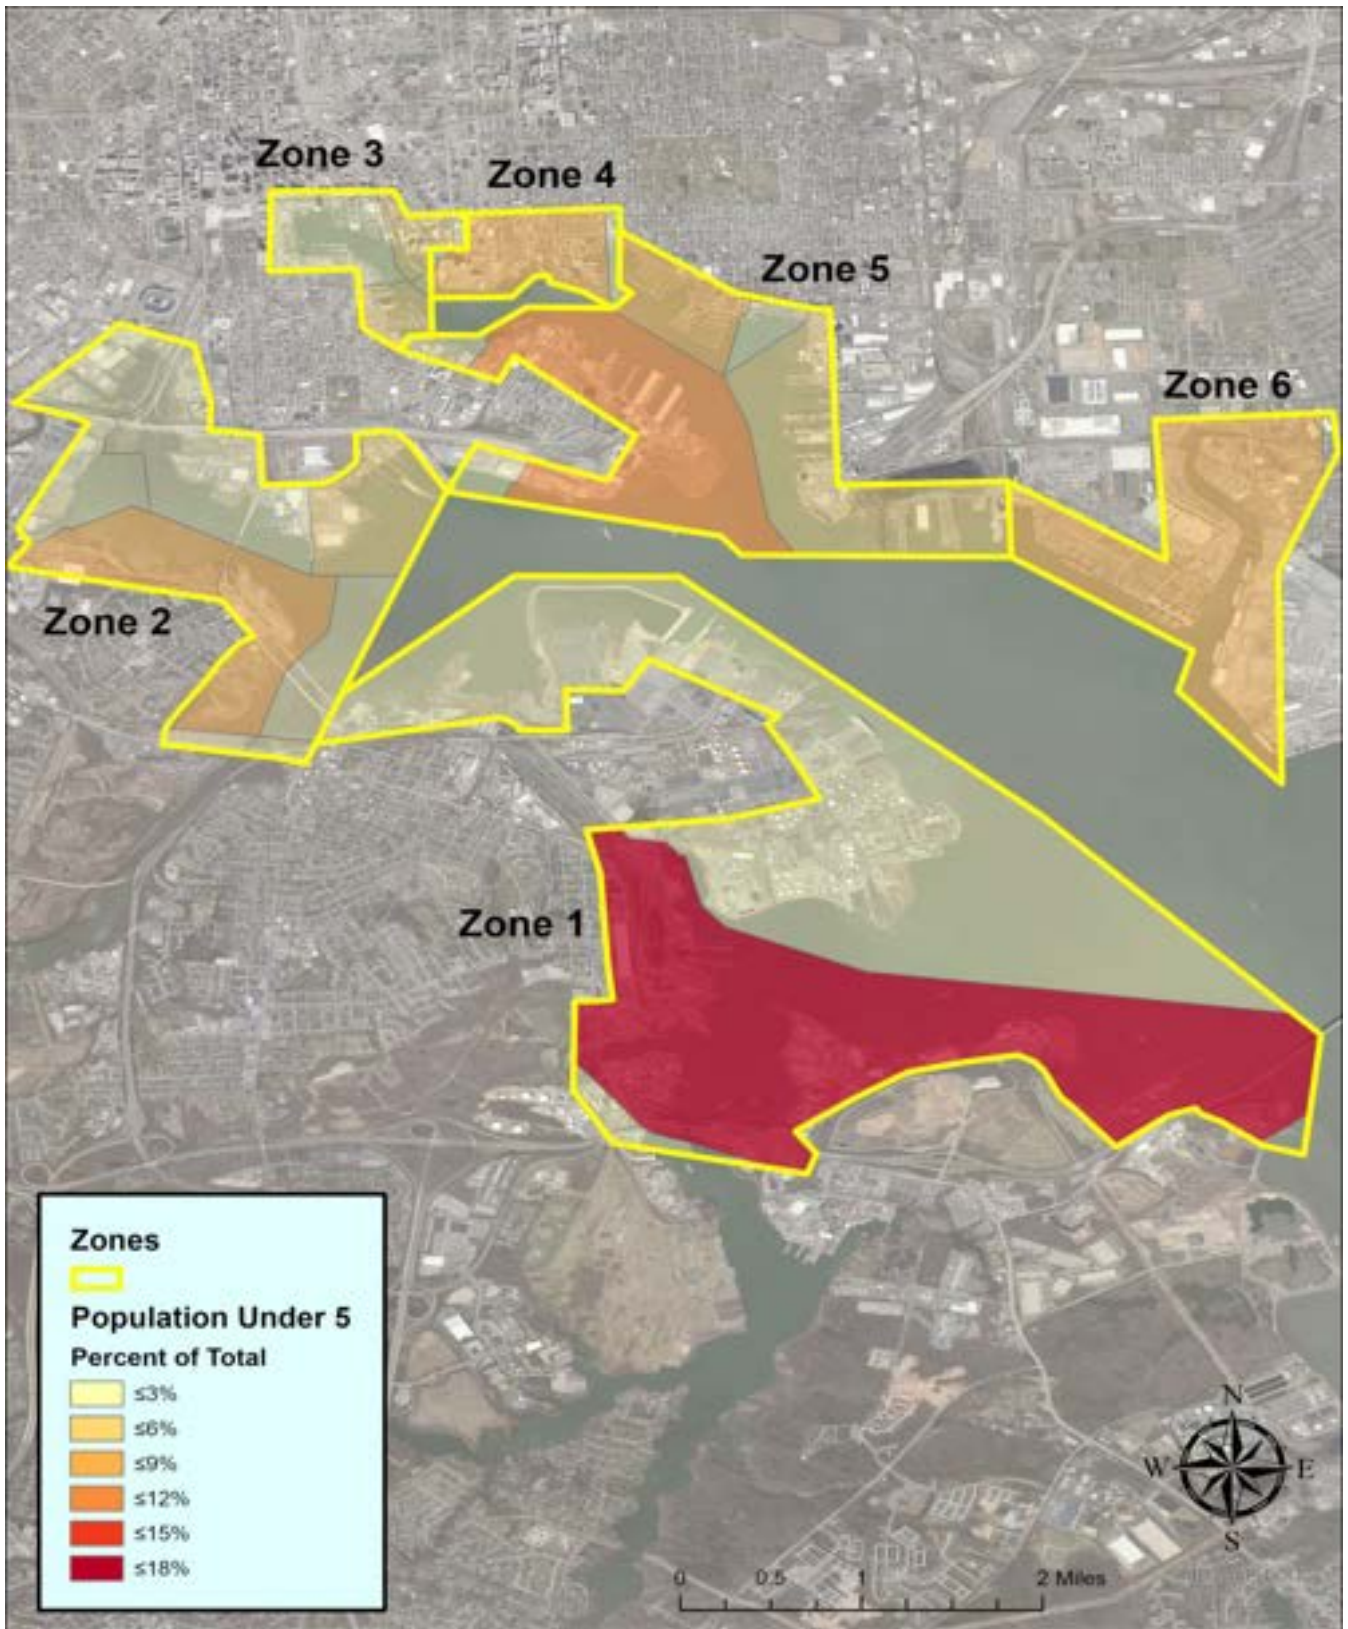 Zone 3
Zone 4
Zone 5
Zone 6
Zone 2
Zone 1
Zones
Population Under 5
Percent of Total
≤3%
≤6%
≤9%
≤12%
≤15%
≤18%
N
W E
S
0 0.5 1 2 Miles